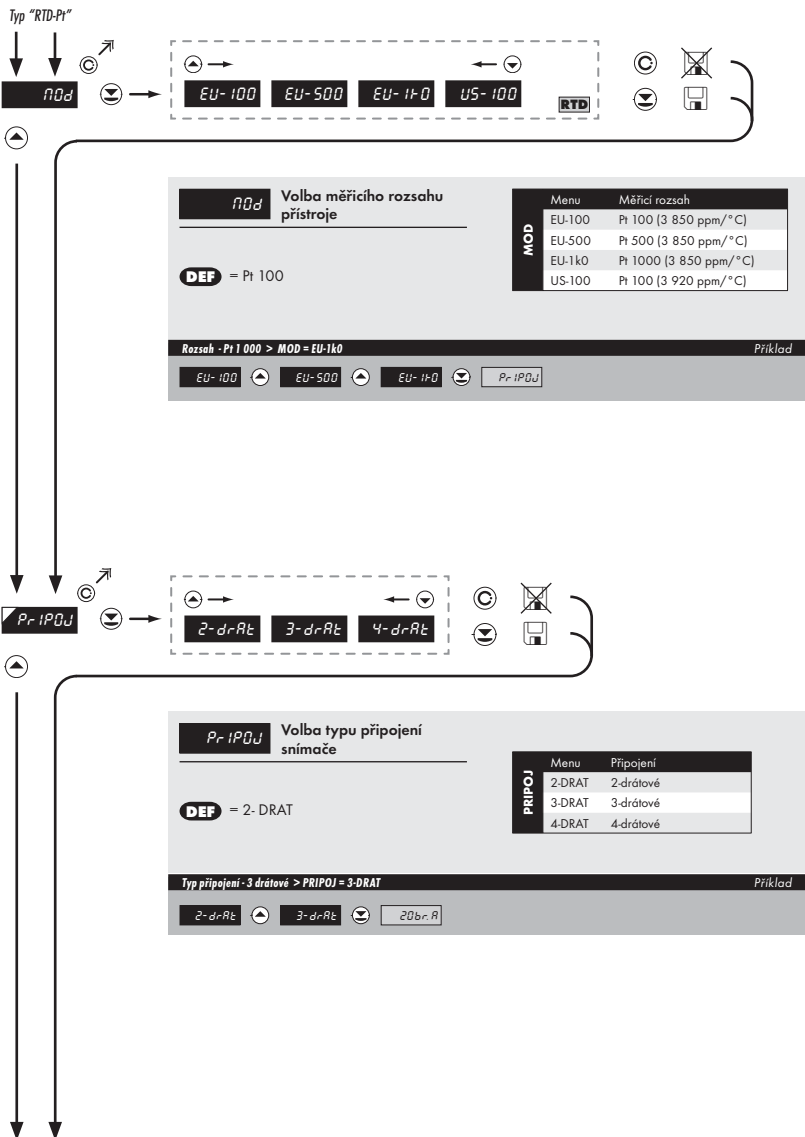 Typ "RTD-Pt"
MOd
EU-100 EU-500 EU-1k0 US-100
RTD
MOd Volba měřicího rozsahu
přístroje
DEF = Pt 100
MOD
Menu Měřicí rozsah
EU-100 Pt 100 (3 850 ppm/°C)
EU-500 Pt 500 (3 850 ppm/°C)
EU-1k0 Pt 1000 (3 850 ppm/°C)
US-100 Pt 100 (3 920 ppm/°C)
Rozsah - Pt 1 000 > MOD = EU-1k0 Příklad
EU-100 EU-500 EU-1k0 PrIPOJ
PrIPOJ
2-drAt 3-drAt 4-drAt
PrIPOJ Volba typu připojení
snímače
DEF = 2- DRAT
PRIPOJ
Menu Připojení
2-DRAT 2-drátové
3-DRAT 3-drátové
4-DRAT 4-drátové
Typ připojení - 3 drátové > PRIPOJ = 3-DRAT Příklad
2-drAt 3-drAt ZObr. A